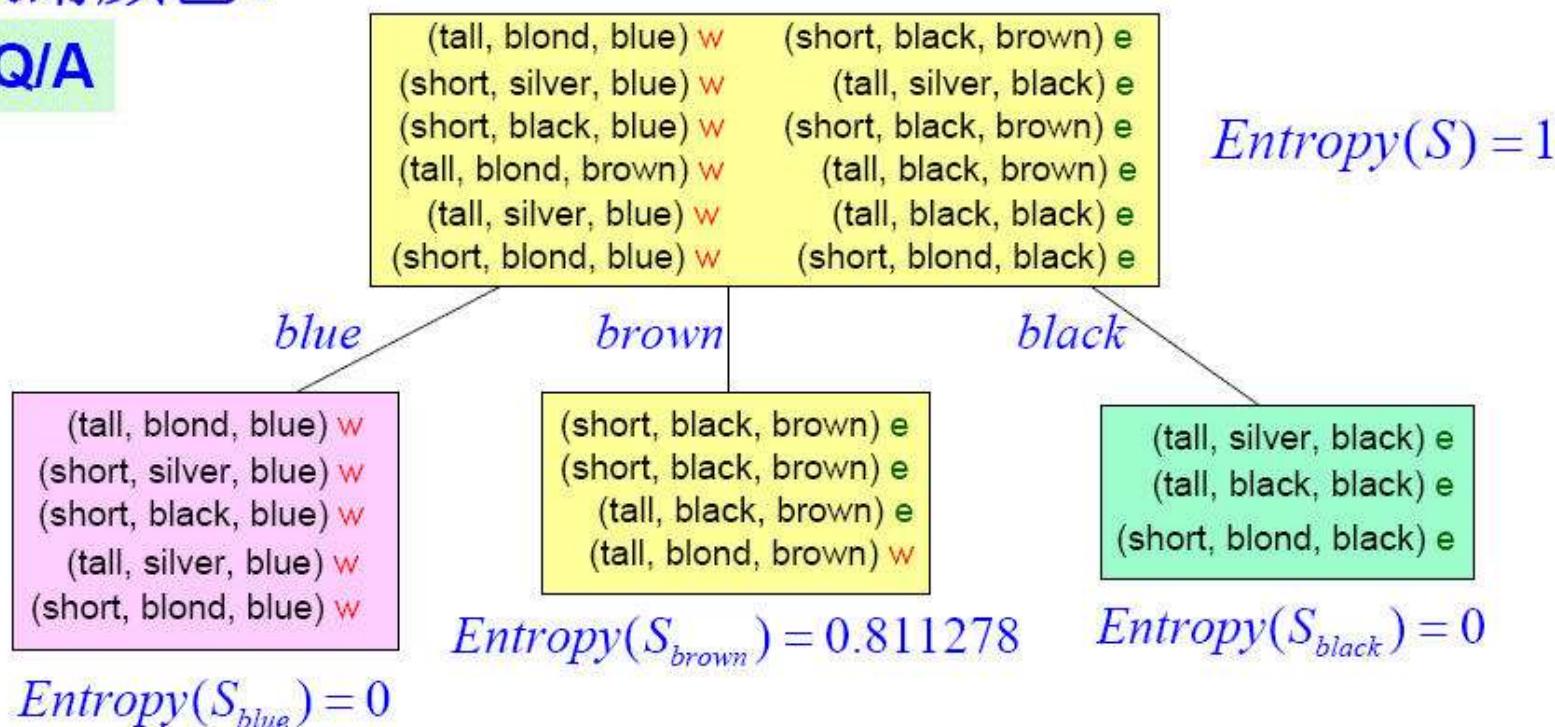 顏色
Q/A
(tall, blond, blue) w (short, black, brown) e
(short, silver, blue) w (tall, silver, black) e
(short, black, blue) w (short, black, brown) e
(tall, blond, brown) w (tall, black, brown) e
(tall, silver, blue) w (tall, black, black) e
(short, blond, blue) w (short, blond, black) e
Entropy(S) = 1
blue
brown
black
(tall, blond, blue) w
(short, silver, blue) w
(short, black, blue) w
(tall, silver, blue) w
(short, blond, blue) w
Entropy(S_blue) = 0
(short, black, brown) e
(short, black, brown) e
(tall, black, brown) e
(tall, blond, brown) w
Entropy(S_brown) = 0.811278
(tall, silver, black) e
(tall, black, black) e
(short, blond, black) e
Entropy(S_black) = 0